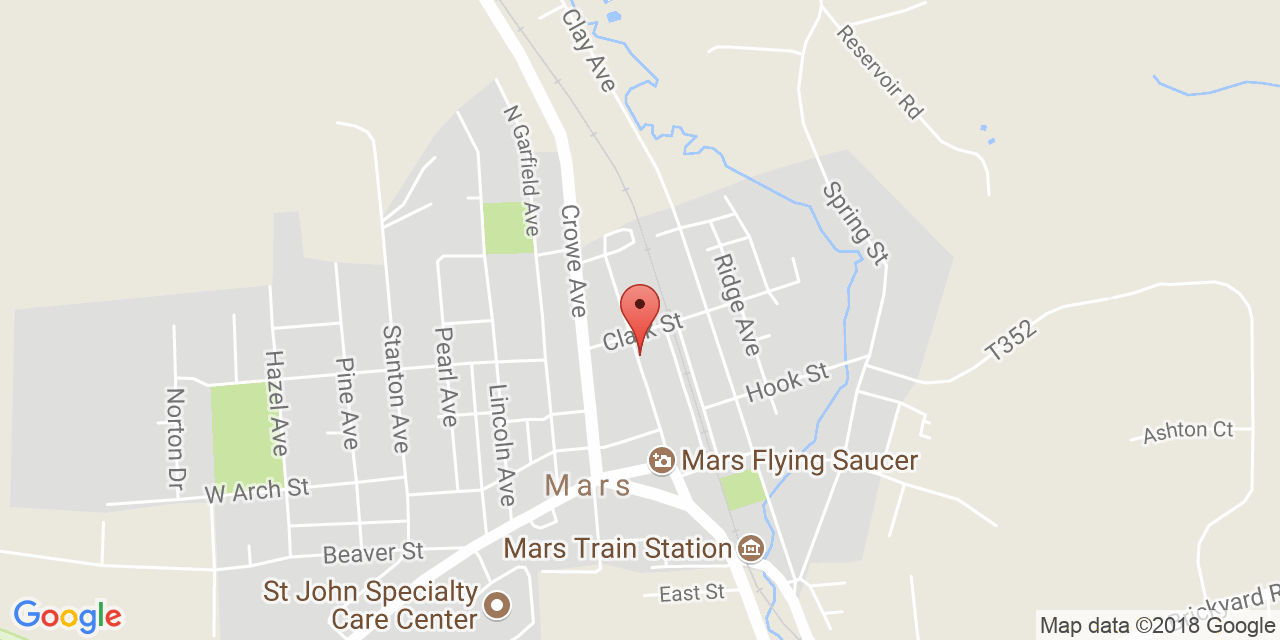 Clay Ave
Reservoir Rd
N Garfield Ave
Crowe Ave
Spring St
Ridge Ave
Clark St
T352
Hook St
Hazel Ave
Pine Ave
Stanton Ave
Pearl Ave
Lincoln Ave
Norton Dr
Ashton Ct
Mars Flying Saucer
Mars
W Arch St
Beaver St
Mars Train Station
St John Specialty
Care Center
East St
Brickyard R
Google
Map data ©2018 Google